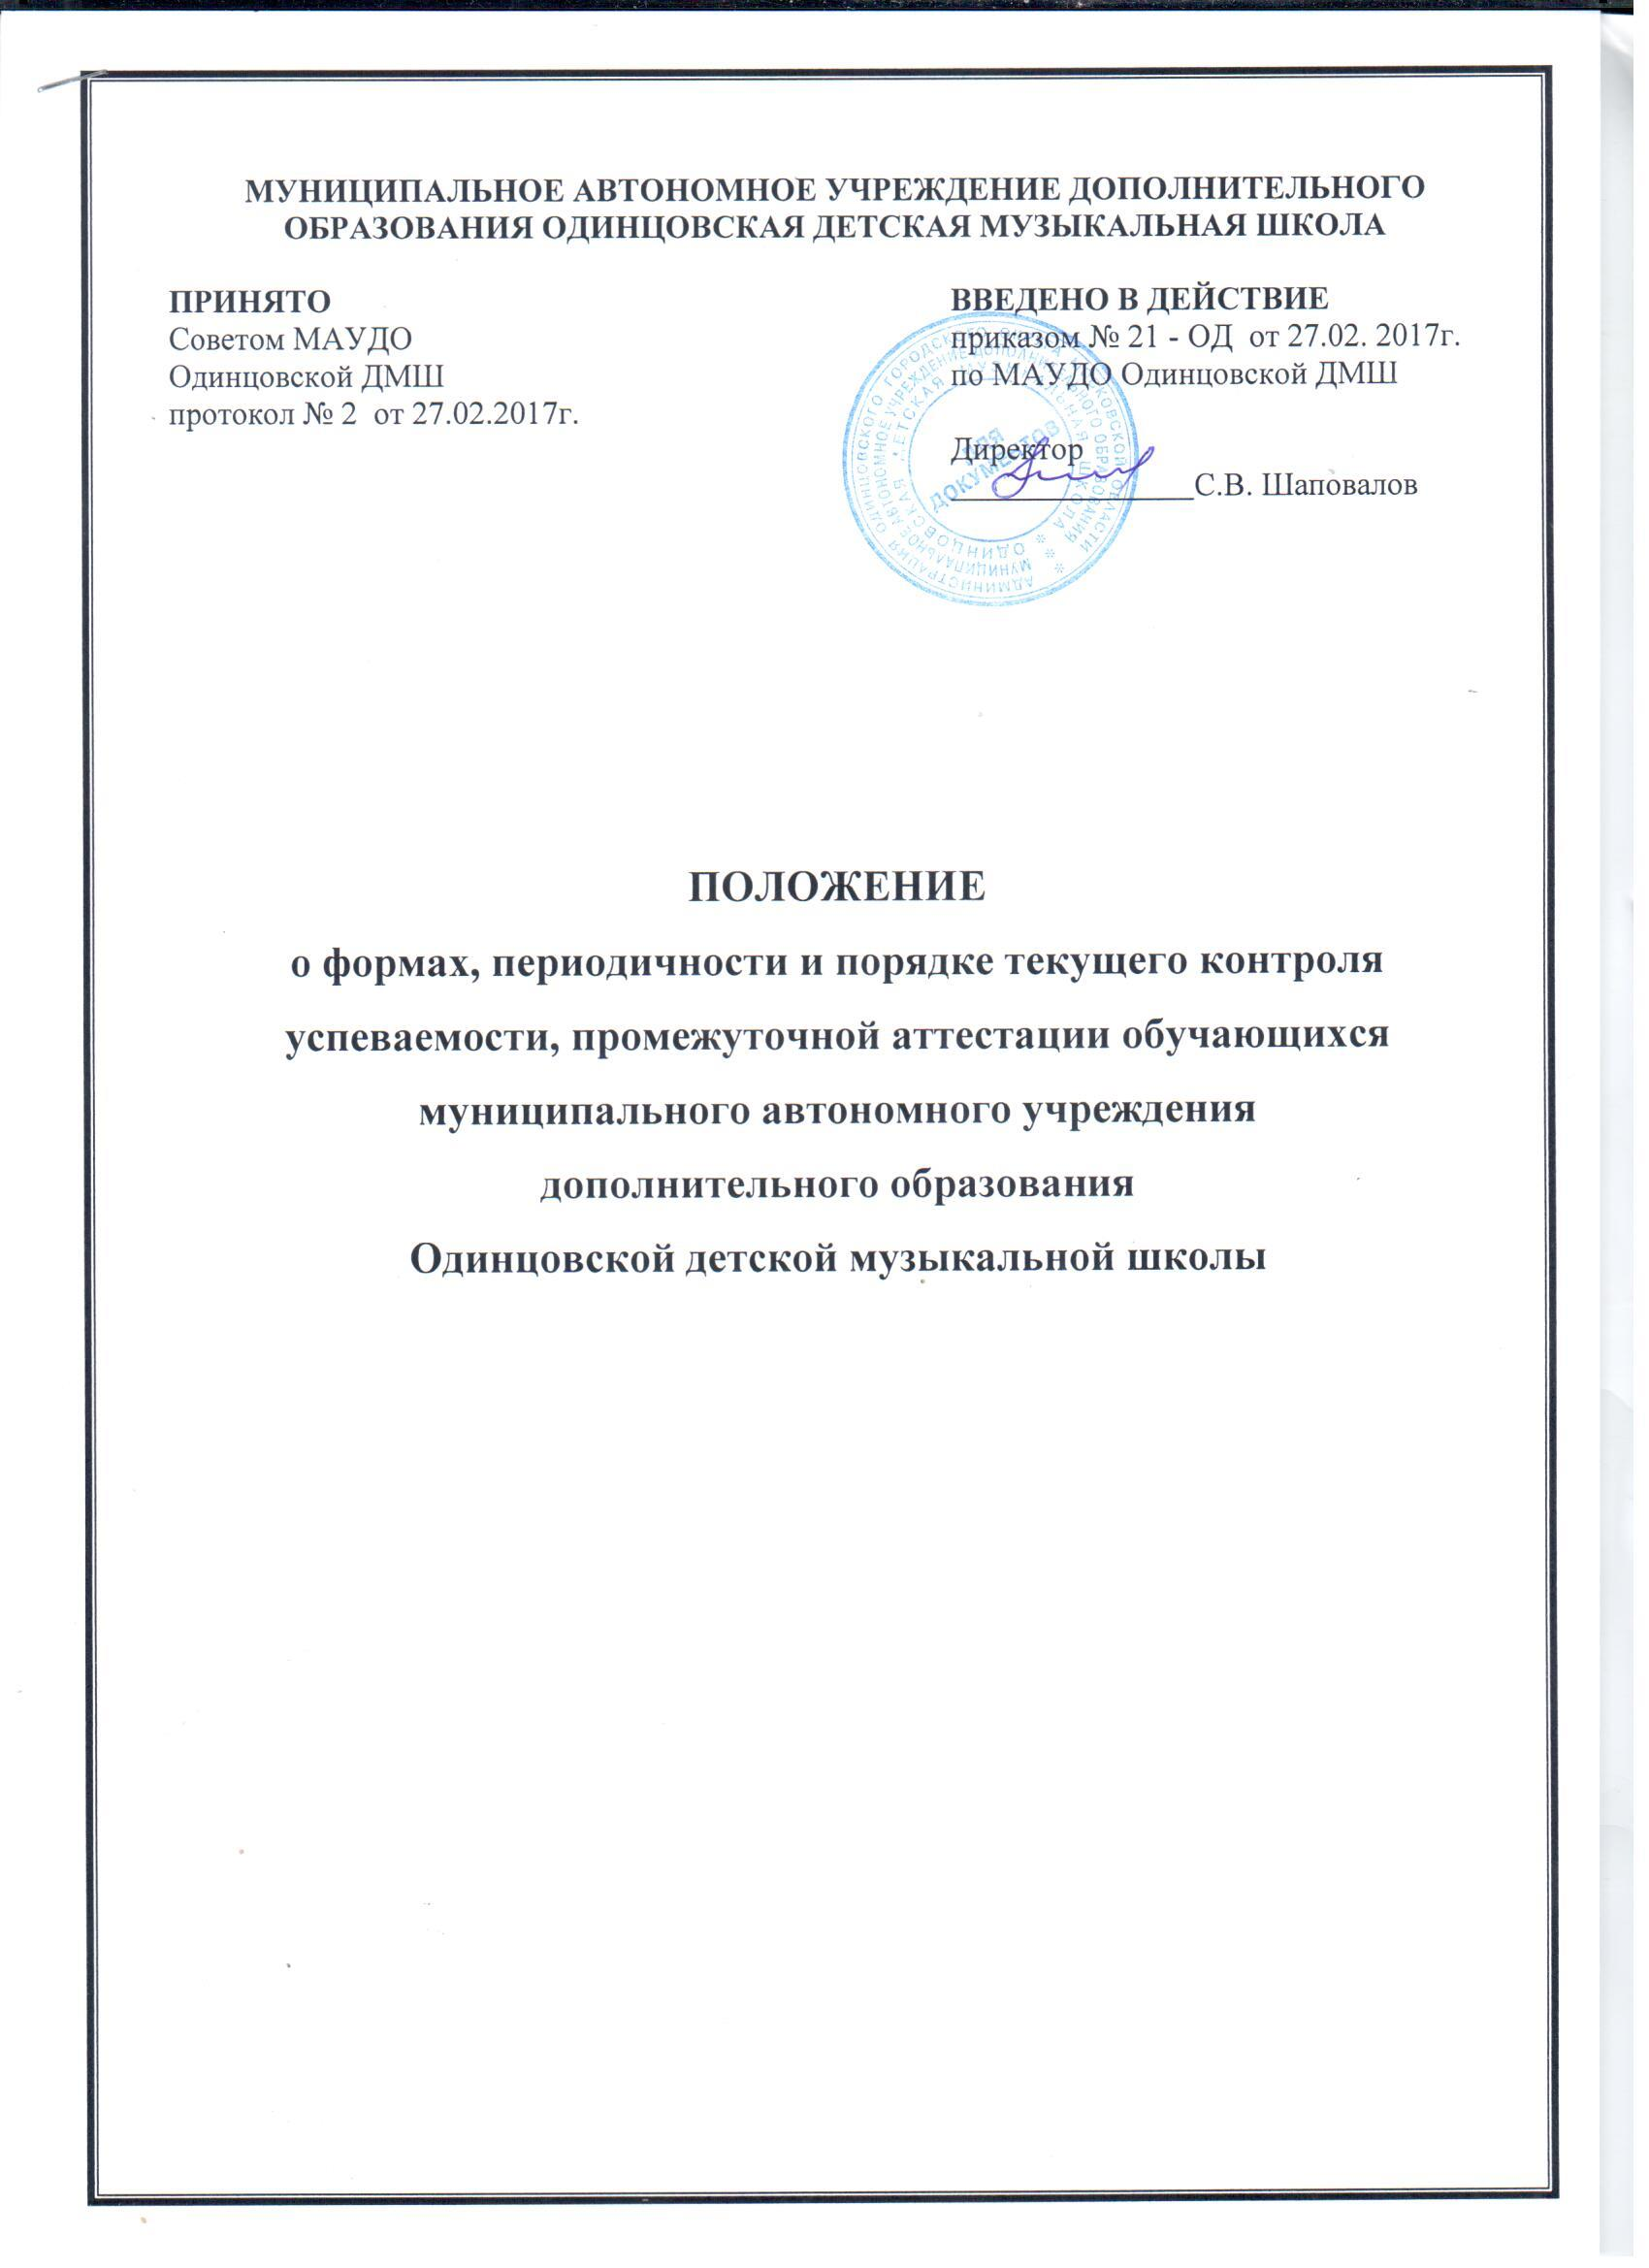 МУНИЦИПАЛЬНОЕ АВТОНОМНОЕ УЧРЕЖДЕНИЕ ДОПОЛНИТЕЛЬНОГО
ОБРАЗОВАНИЯ ОДИНЦОВСКАЯ ДЕТСКАЯ МУЗЫКАЛЬНАЯ ШКОЛА
ПРИНЯТО
Советом МАУДО
Одинцовской ДМШ
протокол № 2 от 27.02.2017г.
ВВЕДЕНО В ДЕЙСТВИЕ
приказом № 21 - ОД от 27.02. 2017г.
по МАУДО Одинцовской ДМШ
Директор
С.В. Шаповалов
ДЛЯ
ДОКУМЕНТОВ
ПОЛОЖЕНИЕ
о формах, периодичности и порядке текущего контроля
успеваемости, промежуточной аттестации обучающихся
муниципального автономного учреждения
дополнительного образования
Одинцовской детской музыкальной школы